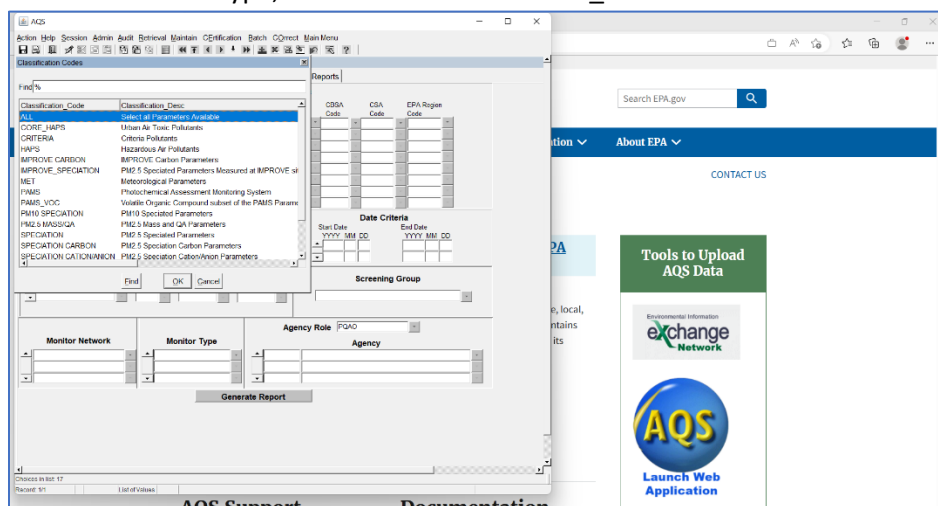 AQS
Action Help Session Admin Audit Retrieval Maintain CErtification Batch COrrect Main Menu
Classification Codes
Reports
Find %
Classification_Code Classification_Desc
ALL Select all Parameters Available
CORE_HAPS Urban Air Toxic Pollutants
CRITERIA Criteria Pollutants
HAPS Hazardous Air Pollutants
IMPROVE CARBON IMPROVE Carbon Parameters
IMPROVE_SPECIATION PM2.5 Speciated Parameters Measured at IMPROVE sit
MET Meteorological Parameters
PAMS Photochemical Assessment Monitoring System
PAMS_VOC Volatile Organic Compound subset of the PAMS Parame
PM10 SPECIATION PM10 Speciated Parameters
PM2.5 MASS/QA PM2.5 Mass and QA Parameters
SPECIATION PM2.5 Speciated Parameters
SPECIATION CARBON PM2.5 Speciation Carbon Parameters
SPECIATION CATION/ANION PM2.5 Speciation Cation/Anion Parameters
Find OK Cancel
CBSA Code CSA Code EPA Region Code
Date Criteria
Start Date End Date
YYYY MM DD YYYY MM DD
Screening Group
Agency Role PQAO
Monitor Network Monitor Type Agency
Generate Report
Choices in list: 17
Record: 1/1 List of Values
Search EPA.gov
About EPA
CONTACT US
PA
Tools to Upload
AQS Data
e, local,
ntains
its
Environmental Information
exchange
Network
AQS
Launch Web
Application
AQS Support Documentation